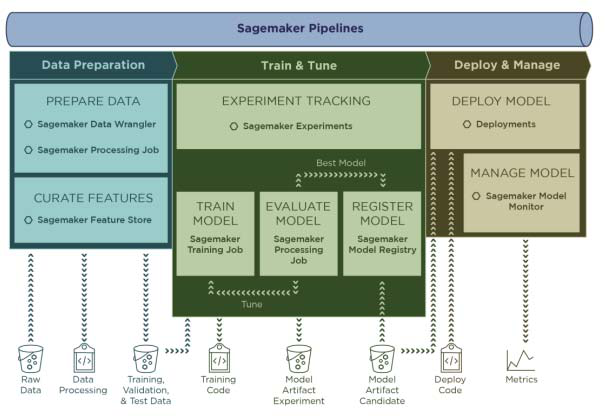 Sagemaker Pipelines
Data Preparation
Train & Tune
Deploy & Manage
PREPARE DATA
Sagemaker Data Wrangler
Sagemaker Processing Job
CURATE FEATURES
Sagemaker Feature Store
EXPERIMENT TRACKING
Sagemaker Experiments
Best Model
TRAIN
MODEL
Sagemaker
Training Job
EVALUATE
MODEL
Sagemaker
Processing
Job
REGISTER
MODEL
Sagemaker
Model Registry
Tune
DEPLOY MODEL
Deployments
MANAGE MODEL
Sagemaker Model
Monitor
Raw
Data
</>
Data
Processing
Training,
Validation,
& Test Data
</>
Training
Code
Model
Artifact
Experiment
Model
Artifact
Candidate
</>
Deploy
Code
Metrics